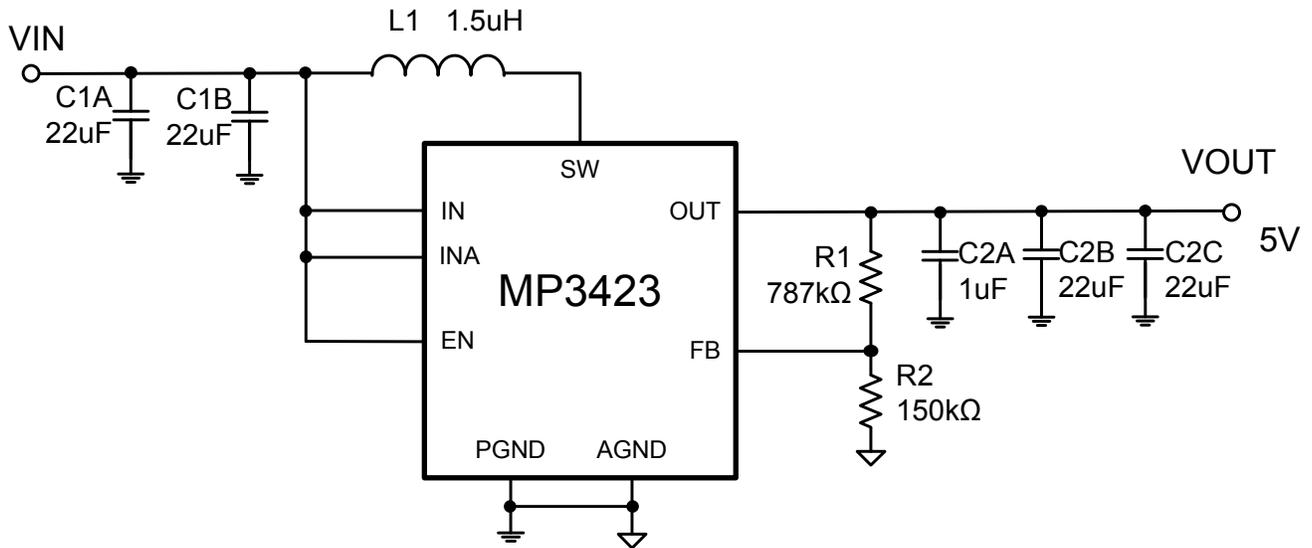 L1 1.5uH
VIN
C1A
22uF
C1B
22uF
SW
VOUT
IN
OUT
5V
INA
R1
787kΩ
C2A
1uF
C2B
22uF
C2C
22uF
MP3423
EN
FB
R2
150kΩ
PGND
AGND